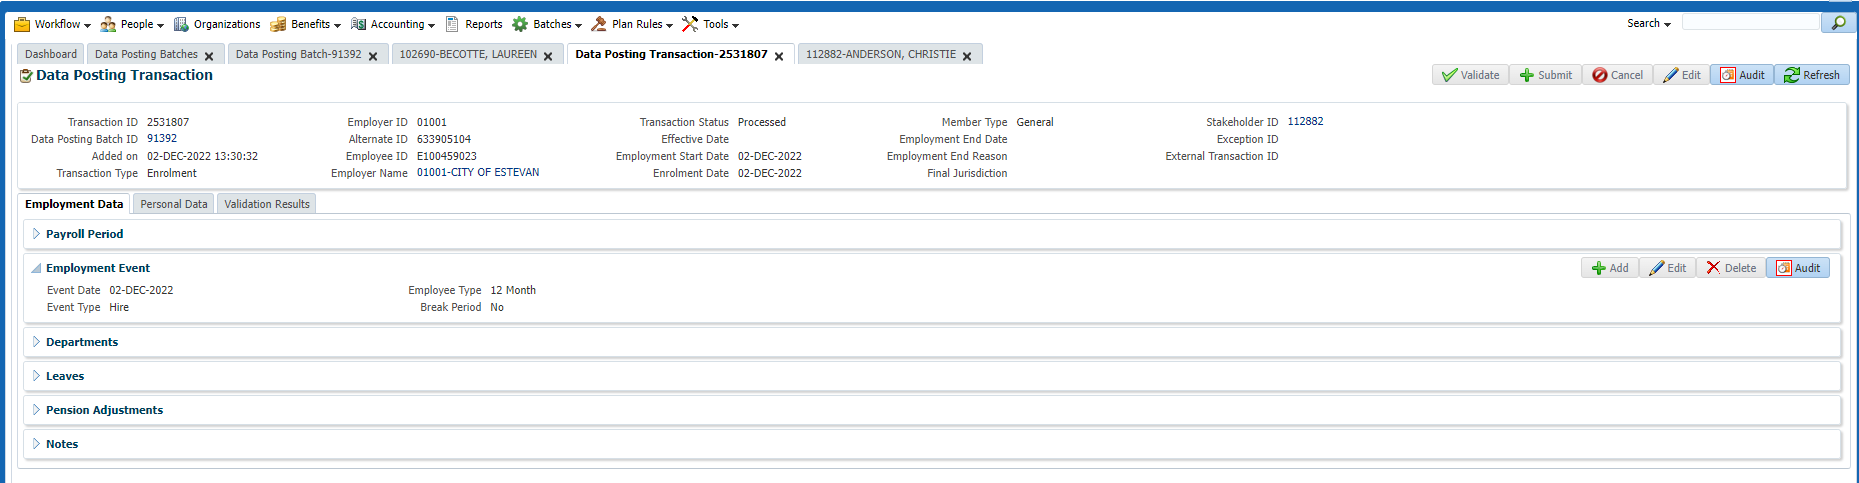 Workflow People Organizations Benefits Accounting Reports Batches Plan Rules Tools Search
Dashboard Data Posting Batches Data Posting Batch-91392 102690-BECOTTE, LAUREEN Data Posting Transaction-2531807 112882-ANDERSON, CHRISTIE
Data Posting Transaction Validate Submit Cancel Edit Audit Refresh
Transaction ID 2531807 Employer ID 01001 Transaction Status Processed Member Type General Stakeholder ID 112882
Data Posting Batch ID 91392 Alternate ID 633905104 Effective Date Employment End Date Exception ID
Added on 02-DEC-2022 13:30:32 Employee ID E100459023 Employment Start Date 02-DEC-2022 Employment End Reason External Transaction ID
Transaction Type Enrolment Employer Name 01001-CITY OF ESTEVAN Enrolment Date 02-DEC-2022 Final Jurisdiction
Employment Data Personal Data Validation Results
Payroll Period
Employment Event Add Edit Delete Audit
Event Date 02-DEC-2022 Employee Type 12 Month
Event Type Hire Break Period No
Departments
Leaves
Pension Adjustments
Notes